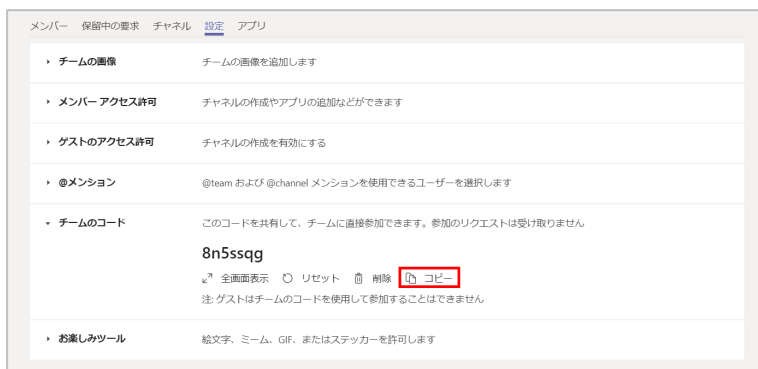 メンバー 保留中の要求 チャネル 設定 アプリ
チームの画像 チームの画像を追加します
メンバー アクセス許可 チャネルの作成やアプリの追加などができます
ゲストのアクセス許可 チャネルの作成を有効にする
@メンション @team および @channel メンションを使用できるユーザーを選択します
チームのコード このコードを共有して、チームに直接参加できます。参加のリクエストは受け取りません
8n5ssqg
全画面表示 リセット 削除 コピー
注: ゲストはチームのコードを使用して参加することはできません
お楽しみツール 絵文字、ミーム、GIF、またはステッカーを許可します